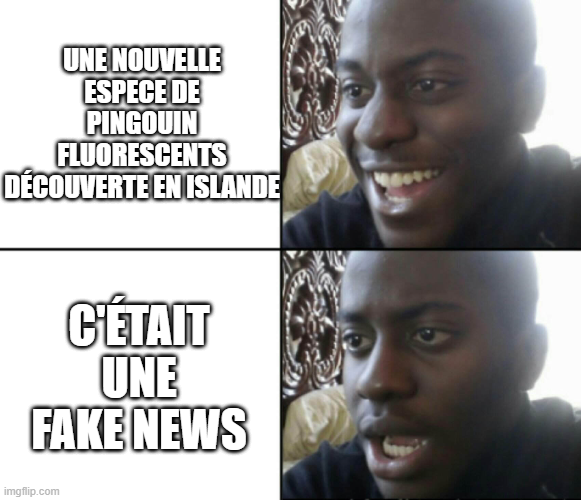 UNE NOUVELLE
ESPECE DE
PINGOUIN
FLUORESCENTS
DÉCOUVERTE EN ISLANDE
C'ÉTAIT
UNE
FAKE NEWS
imgflip.com